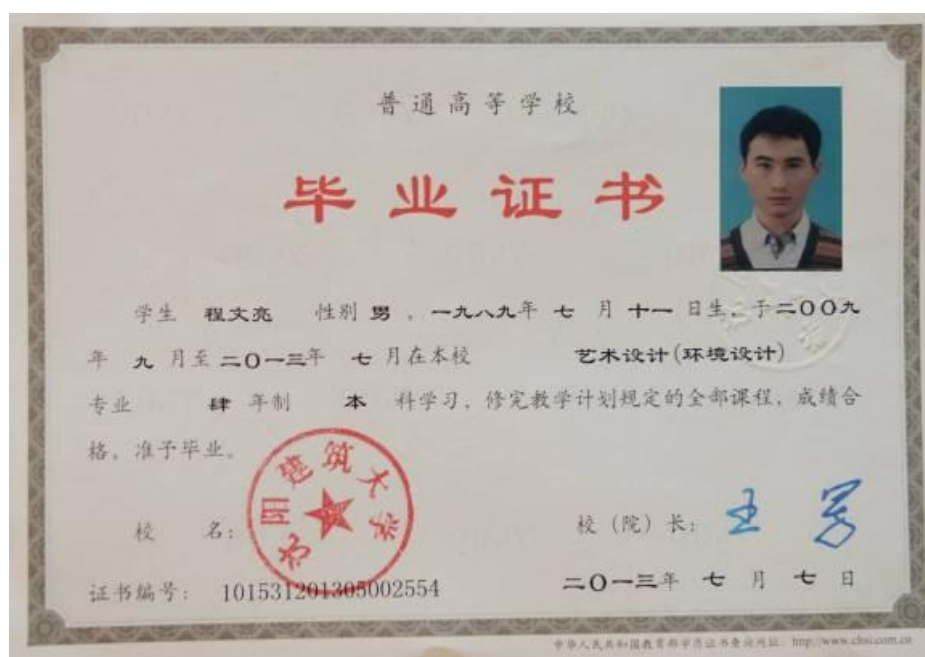 普通高等学校
毕业证书
学生 程文亮 性别 男 , 一九八九年 七 月 十一 日生,于二〇〇九
年 九 月至 二〇一三年 七 月在本校 艺术设计(环境设计)
专业 肆 年制 本 科学习,修完教学计划规定的全部课程,成绩合
格,准予毕业。
沈阳建筑大学
校 名: 校(院)长:
证书编号: 101531201305002554 二〇一三年 七 月 七 日
中华人民共和国教育部学历证书查询网址: http://www.chsi.com.cn